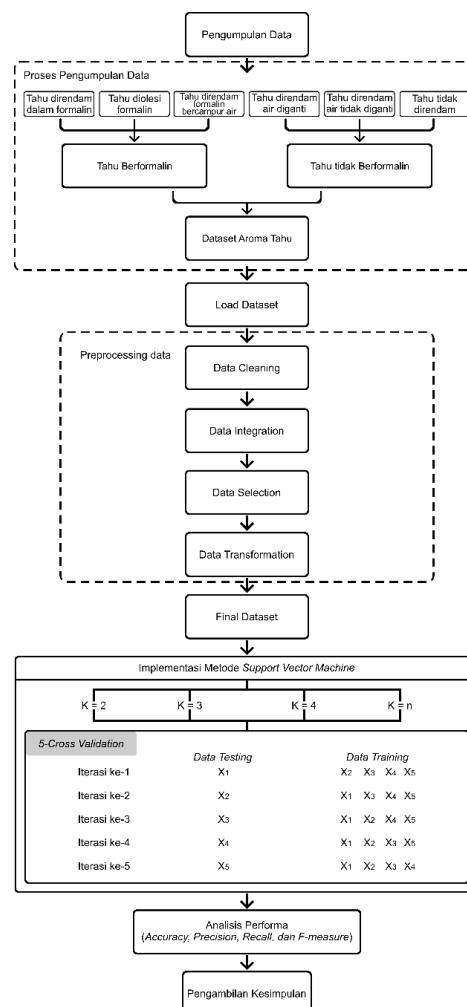 Pengumpulan Data
Proses Pengumpulan Data
Tahu direndam dalam formalin
Tahu diolesi formalin
Tahu direndam formalin bercampur air
Tahu direndam air diganti
Tahu direndam air tidak diganti
Tahu tidak direndam
Tahu Berformalin
Tahu tidak Berformalin
Dataset Aroma Tahu
Load Dataset
Preprocessing data
Data Cleaning
Data Integration
Data Selection
Data Transformation
Final Dataset
Implementasi Metode Support Vector Machine
K = 2 K = 3 K = 4 K = n
5-Cross Validation
Data Testing Data Training
Iterasi ke-1 X1 X2 X3 X4 X5
Iterasi ke-2 X2 X1 X3 X4 X5
Iterasi ke-3 X3 X1 X2 X4 X5
Iterasi ke-4 X4 X1 X2 X3 X5
Iterasi ke-5 X5 X1 X2 X3 X4
Analisis Performa
(Accuracy, Precision, Recall, dan F-measure)
Pengambilan Kesimpulan